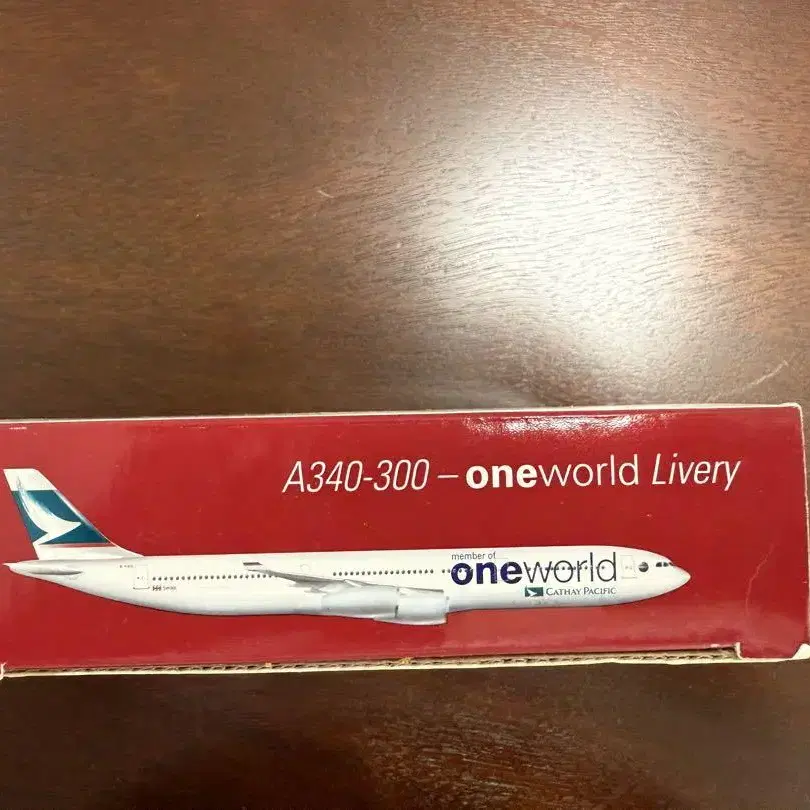 A340-300 – oneworld Livery
member of
oneworld
CATHAY PACIFIC